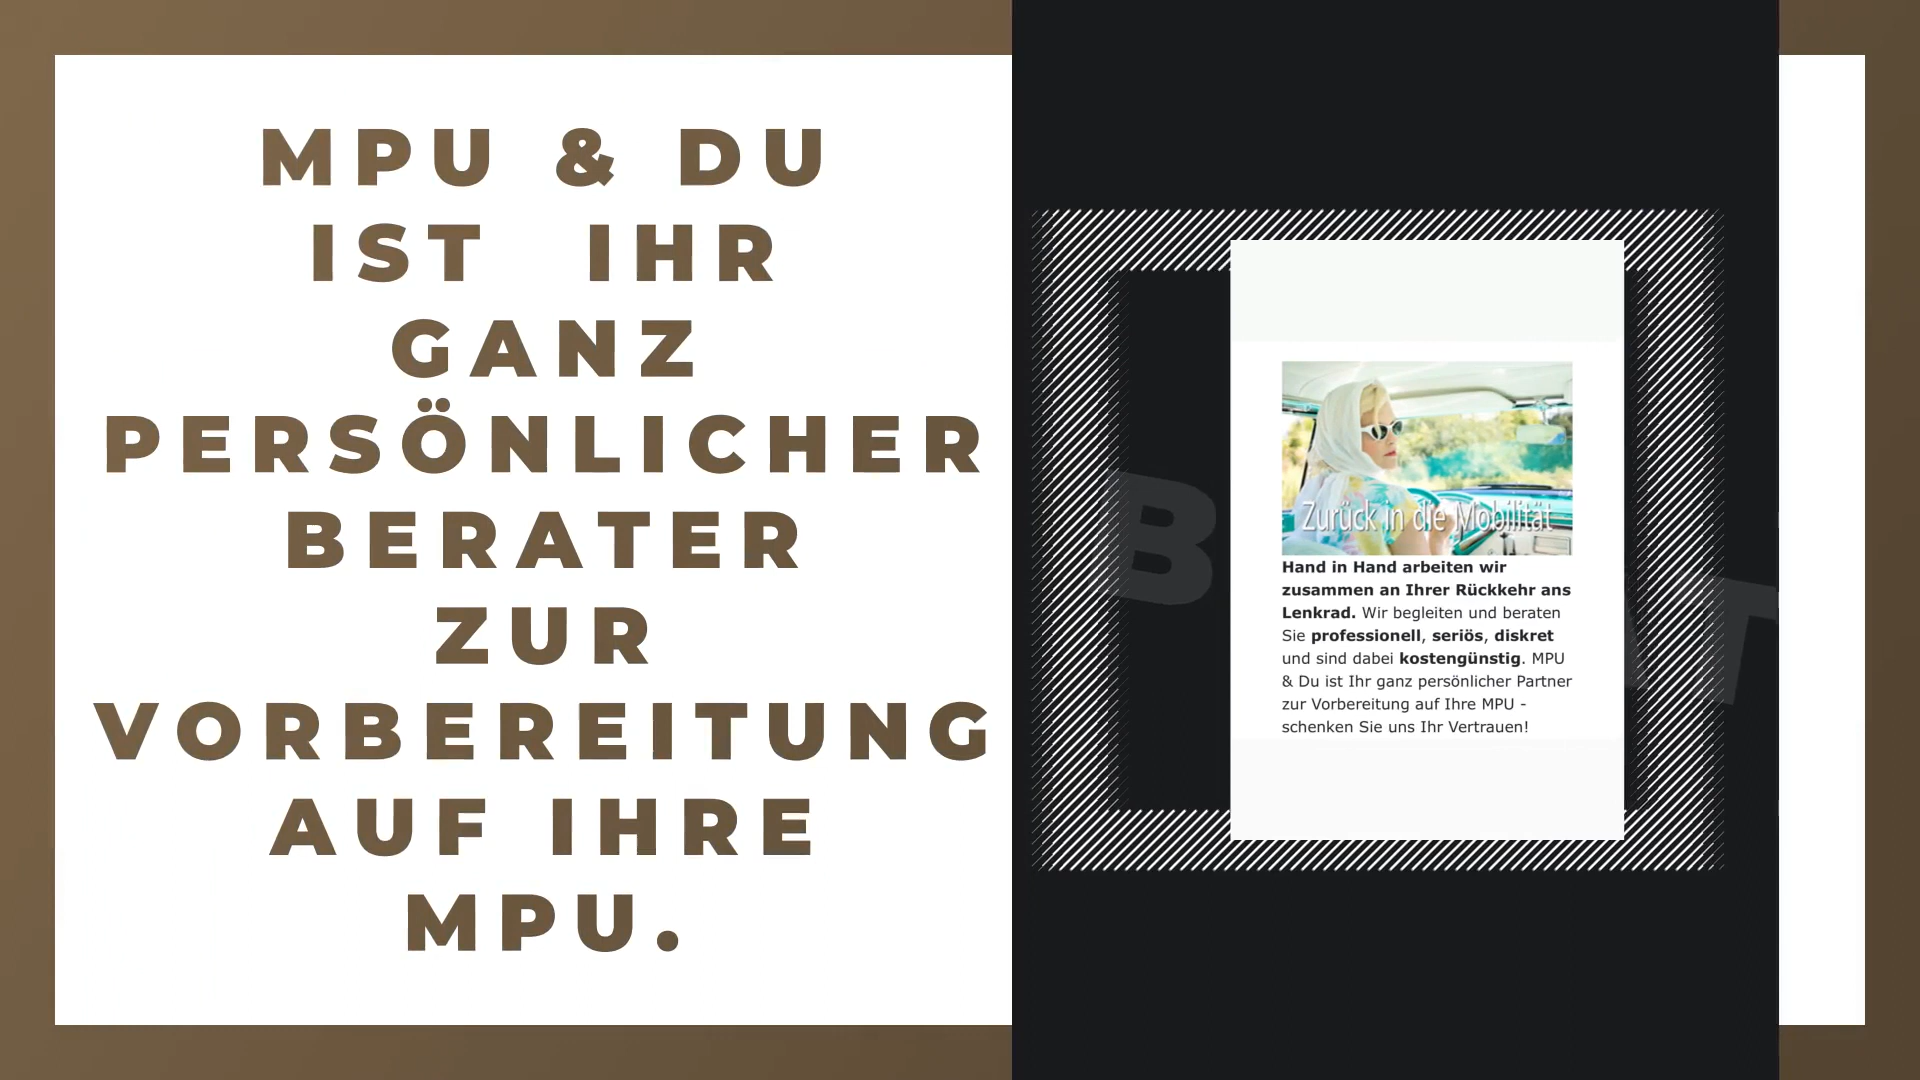 MPU & DU
IST IHR
GANZ
PERSÖNLICHER
BERATER
ZUR
VORBEREITUNG
AUF IHRE
MPU.
Zurück in die Mobilität
Hand in Hand arbeiten wir
zusammen an Ihrer Rückkehr ans
Lenkrad. Wir begleiten und beraten
Sie professionell, seriös, diskret
und sind dabei kostengünstig. MPU
& Du ist Ihr ganz persönlicher Partner
zur Vorbereitung auf Ihre MPU -
schenken Sie uns Ihr Vertrauen!